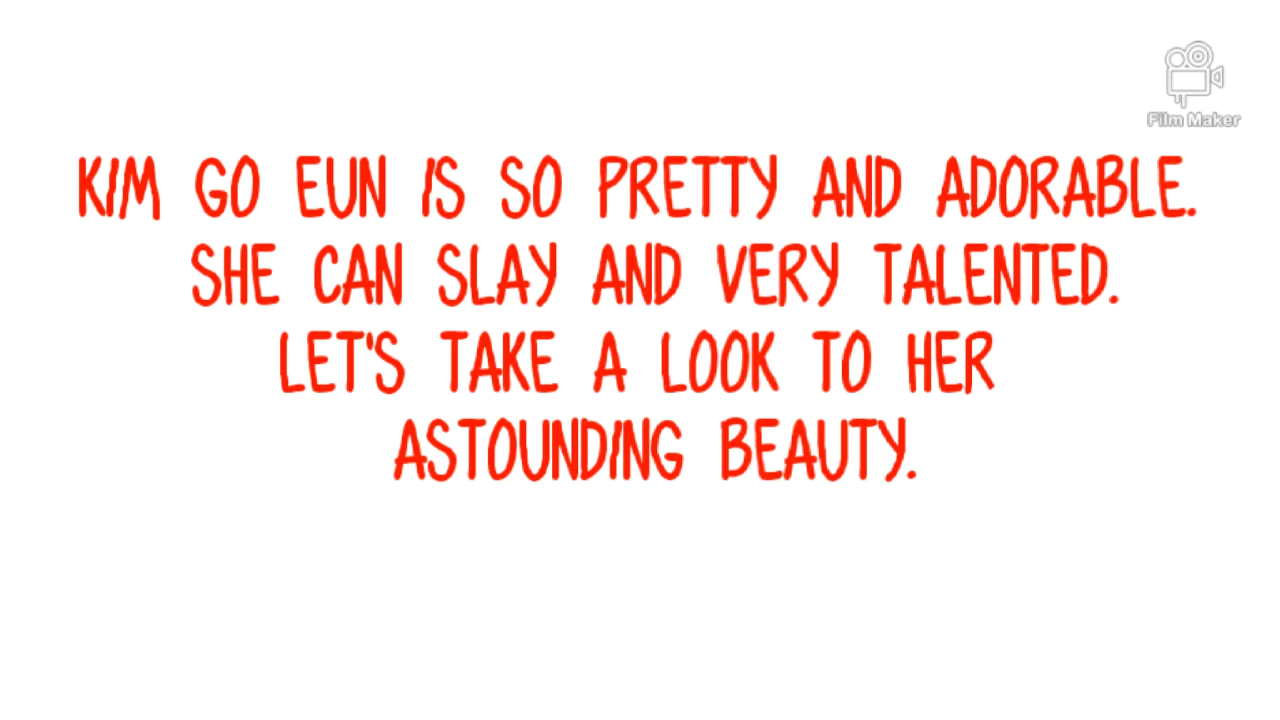 Film Maker
KIM GO EUN IS SO PRETTY AND ADORABLE.
SHE CAN SLAY AND VERY TALENTED.
LET'S TAKE A LOOK TO HER
ASTOUNDING BEAUTY.